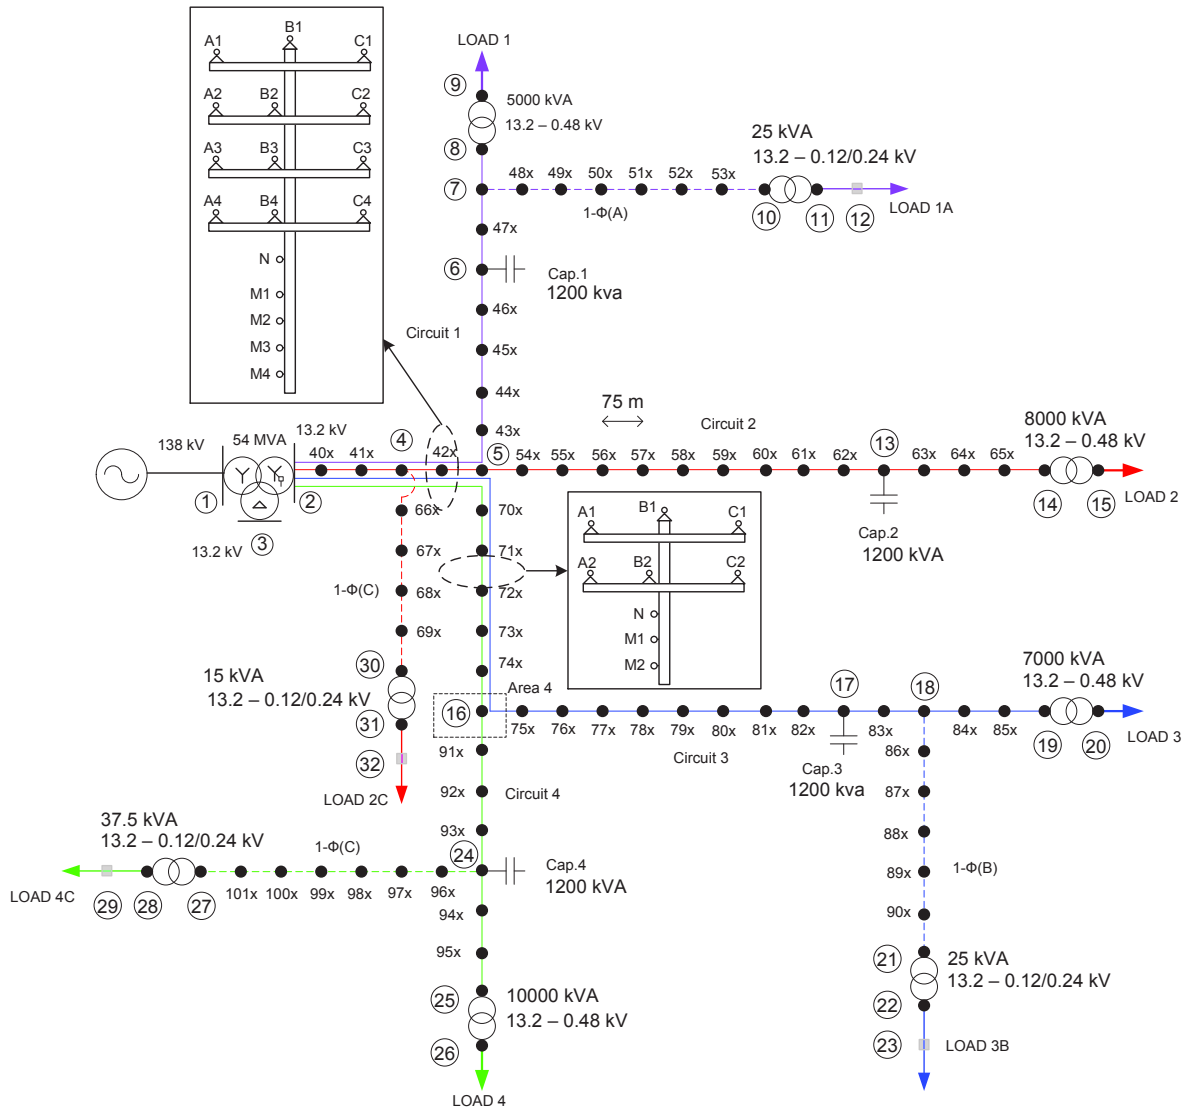 B1
A1
C1
A2
B2
C2
A3
B3
C3
A4
B4
C4
N
M1
M2
M3
M4
LOAD 1
9
5000 kVA
13.2 – 0.48 kV
8
7
48x
49x
50x
51x
52x
53x
1-Φ(A)
25 kVA
13.2 – 0.12/0.24 kV
10
11
12
LOAD 1A
47x
6
Cap.1
1200 kva
46x
Circuit 1
45x
44x
43x
75 m
Circuit 2
138 kV
54 MVA
13.2 kV
40x
41x
4
42x
5
54x
55x
56x
57x
58x
59x
60x
61x
62x
13
63x
64x
65x
8000 kVA
13.2 – 0.48 kV
14
15
LOAD 2
Cap.2
1200 kVA
1
2
3
13.2 kV
66x
67x
68x
69x
1-Φ(C)
70x
71x
72x
73x
74x
B1
A1
C1
A2
B2
C2
N
M1
M2
30
15 kVA
13.2 – 0.12/0.24 kV
31
32
LOAD 2C
Area 4
16
75x
76x
77x
78x
79x
80x
81x
82x
17
83x
18
84x
85x
7000 kVA
13.2 – 0.48 kV
19
20
LOAD 3
Circuit 3
Cap.3
1200 kva
86x
87x
88x
89x
90x
1-Φ(B)
91x
92x
93x
Circuit 4
24
Cap.4
1200 kVA
37.5 kVA
13.2 – 0.12/0.24 kV
1-Φ(C)
LOAD 4C
29
28
27
101x
100x
99x
98x
97x
96x
94x
95x
21
25 kVA
13.2 – 0.12/0.24 kV
22
23
LOAD 3B
25
10000 kVA
13.2 – 0.48 kV
26
LOAD 4